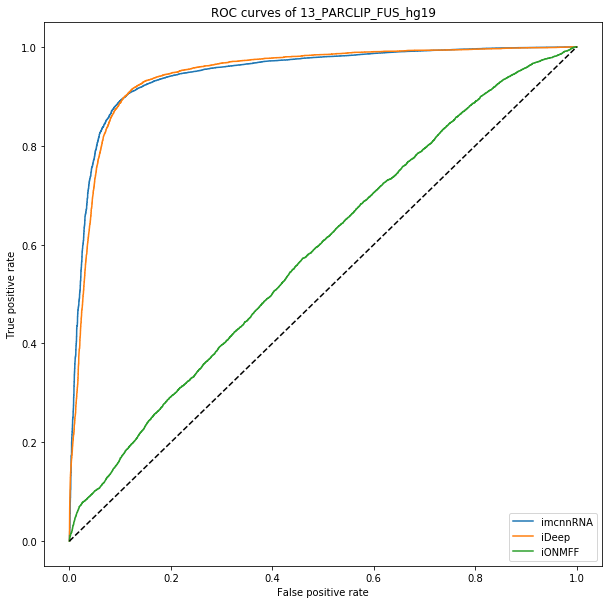 ROC curves of 13_PARCLIP_FUS_hg19
True positive rate
1.0
0.8
0.6
0.4
0.2
0.0
0.0 0.2 0.4 0.6 0.8 1.0
False positive rate
imcnnRNA
iDeep
iONMFF